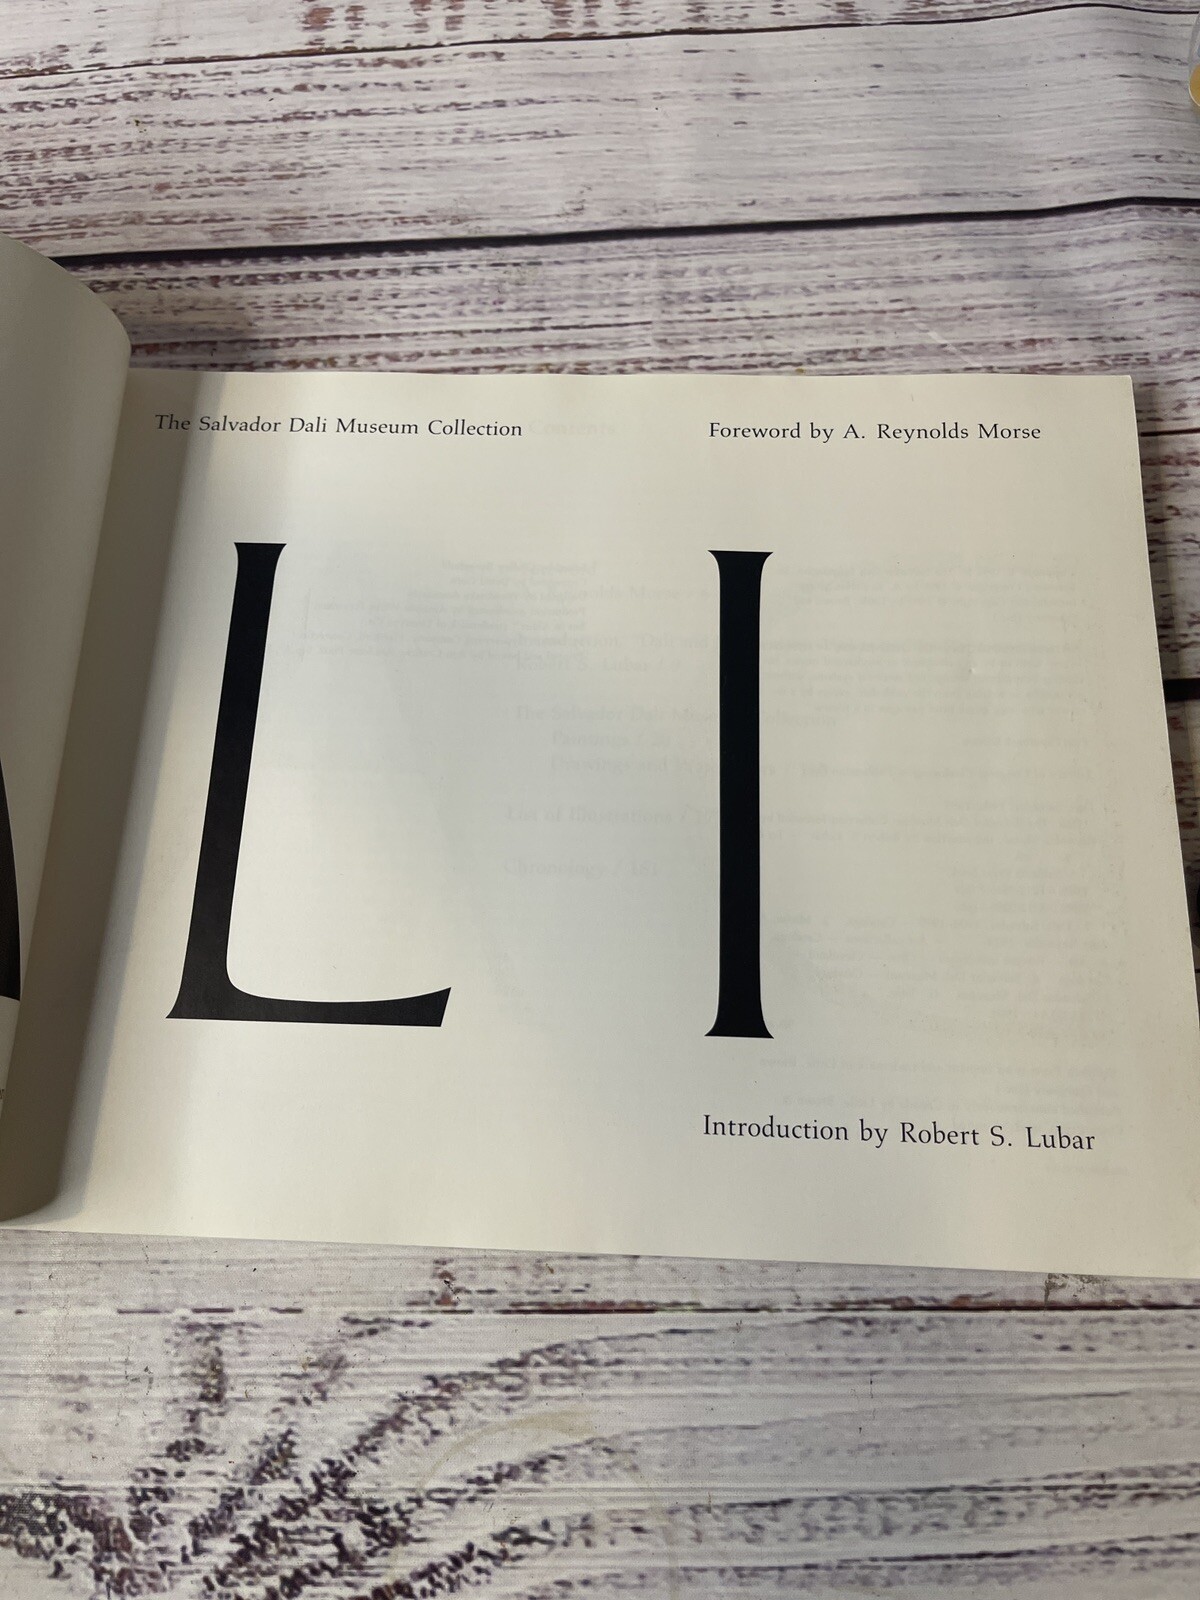 The Salvador Dali Museum Collection
Foreword by A. Reynolds Morse
L I
Introduction by Robert S. Lubar